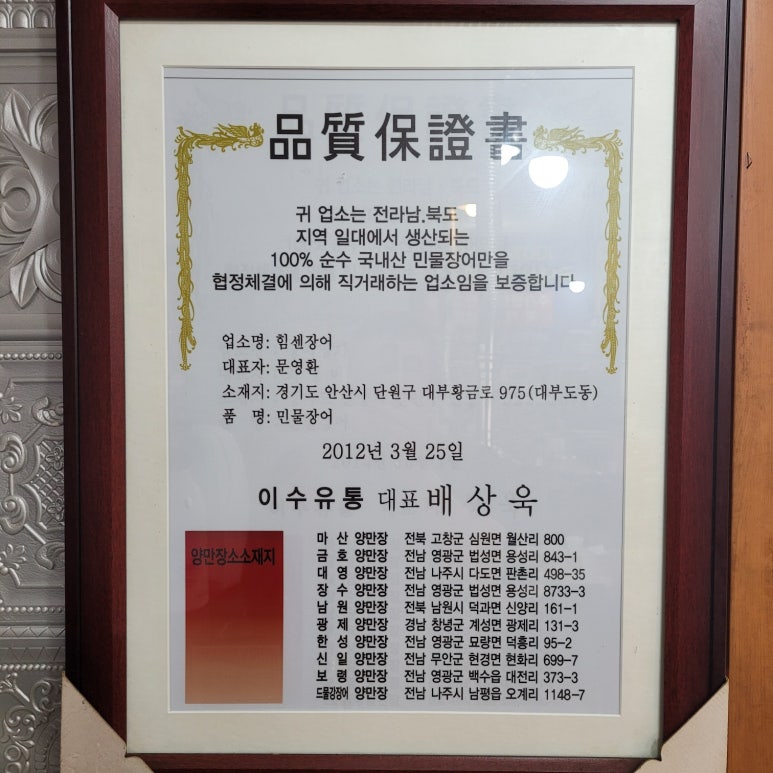 品質保證書
귀 업소는 전라남.북도
지역 일대에서 생산되는
100% 순수 국내산 민물장어만을
협정체결에 의해 직거래하는 업소임을 보증합니다
업소명: 힘센장어
대표자: 문영환
소재지: 경기도 안산시 단원구 대부황금로 975(대부도동)
품 명: 민물장어
2012년 3월 25일
이수유통 대표 배상욱
양만장소소재지
마 산 양만장 전북 고창군 심원면 월산리 800
금 호 양만장 전남 영광군 법성면 용성리 843-1
대 영 양만장 전남 나주시 다도면 판촌리 498-35
장 수 양만장 전남 영광군 법성면 용성리 8733-3
남 원 양만장 전북 남원시 덕과면 신양리 161-1
광 제 양만장 경남 창녕군 계성면 광제리 131-3
한 성 양만장 전남 영광군 묘량면 덕흥리 95-2
신 일 양만장 전남 무안군 현경면 현화리 699-7
보 령 양만장 전남 영광군 백수읍 대전리 373-3
드물강장어 양만장 전남 나주시 남평읍 오계리 1148-7